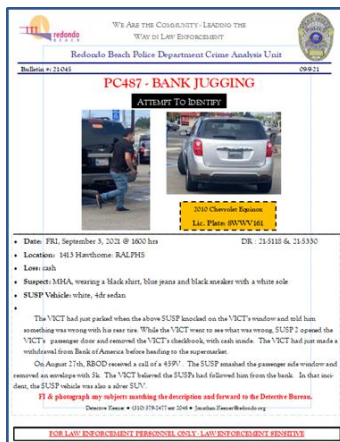 redondo
BEACH
WE ARE THE COMMUNITY - LEADING THE
WAY IN LAW ENFORCEMENT
Redondo Beach Police Department Crime Analysis Unit
Bulletin #: 21-045 09-9-21
PC487 - BANK JUGGING
ATTEMPT TO IDENTIFY
2010 Chevrolet Equinox
Lic. Plate: 8WWV161
• Date: FRI, September 3, 2021 @ 1600 hrs DR : 21-5118 & 21-5330
• Location: 1413 Hawthorne: RALPHS
• Loss: cash
• Suspect: MHA, wearing a black shirt, blue jeans and black sneaker with a white sole
• SUSP Vehicle: white, 4dr sedan
•
The VICT had just parked when the above SUSP knocked on the VICT's window and told him
something was wrong with his rear tire. While the VICT went to see what was wrong, SUSP 2 opened the
VICT's passenger door and removed the VICT's checkbook, with cash inside. The VICT had just made a
withdrawal from Bank of America before heading to the supermarket.
On August 27th, RBCD received a call of a 459V . The SUSP smashed the passenger side window and
removed an envelope with 3k. The VICT believed the SUSPs had followed him from the bank. In that inci-
dent, the SUSP vehicle was also a silver SUV.
FI & photograph any subjects matching the description and forward to the Detective Bureau.
FOR LAW ENFORCEMENT PERSONNEL ONLY - LAW ENFORCEMENT SENSITIVE